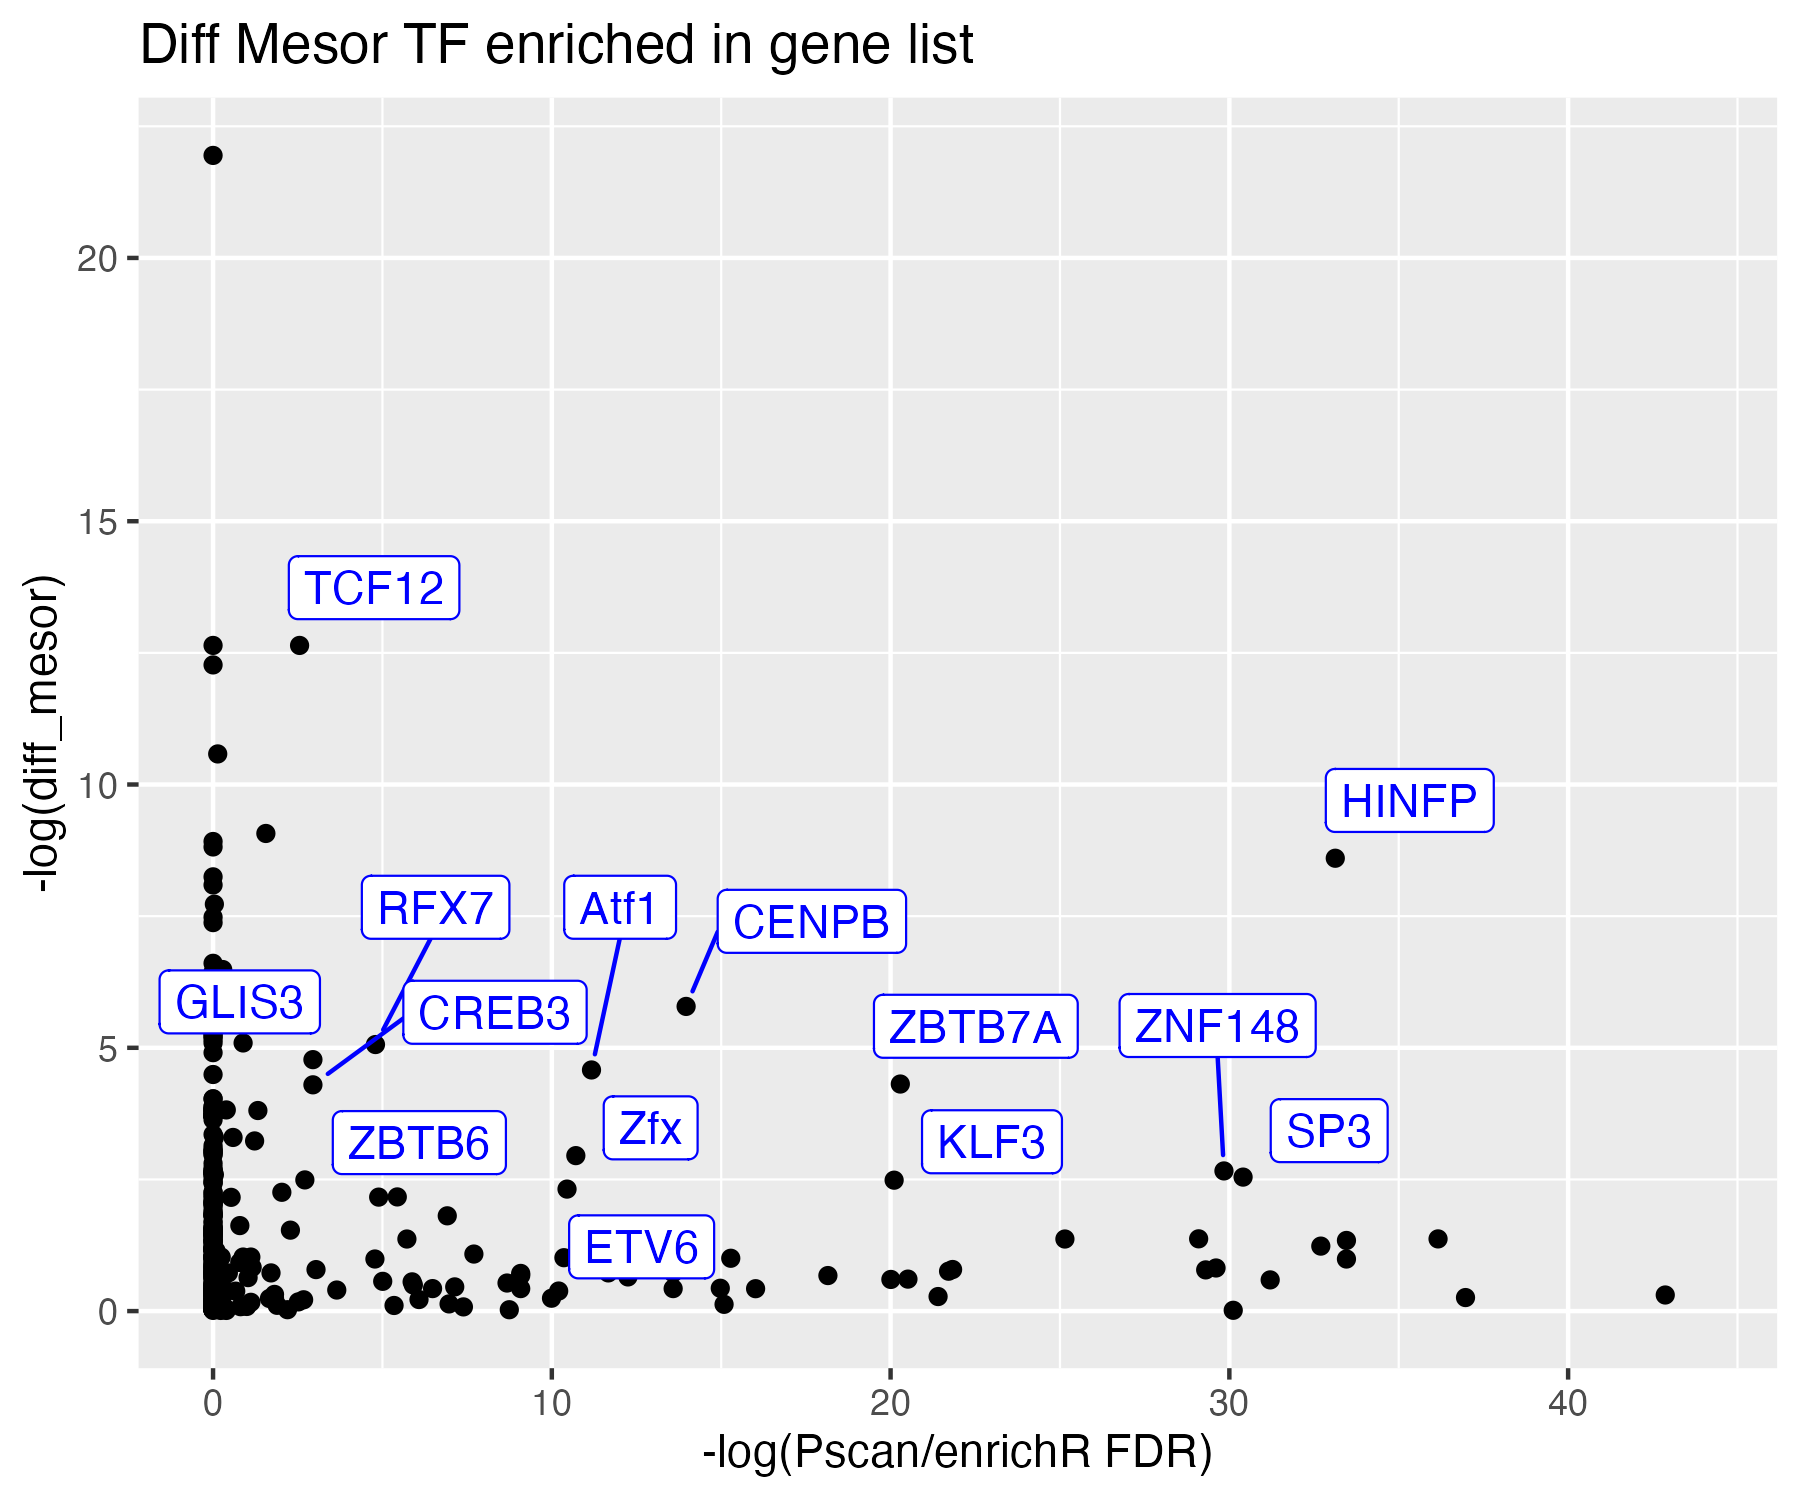 Diff Mesor TF enriched in gene list
-log(diff_mesor)
20
15
10
5
0
TCF12
HINFP
RFX7
Atf1
CENPB
GLIS3
CREB3
ZBTB7A
ZNF148
ZBTB6
Zfx
KLF3
SP3
ETV6
0
10
20
30
40
-log(Pscan/enrichR FDR)